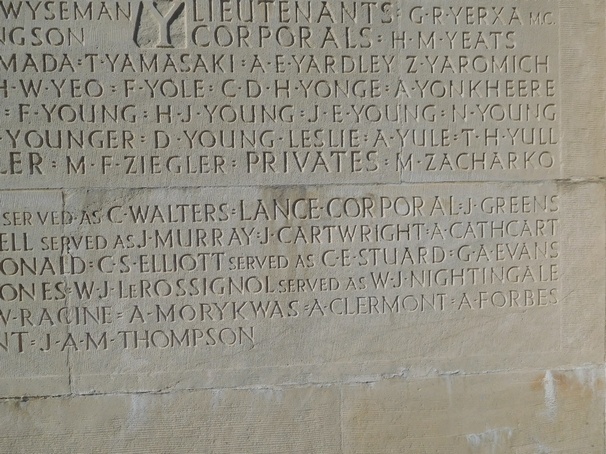 WYSEMAN Y LIEUTENANTS : G·R·YERXA M.C.
NGSON CORPORALS : H·M·YEATS
MADA : T·YAMASAKI : A·E·YARDLEY Z·YAROMICH
H·W·YEO : F·YOLE : C·D·H·YONGE : A·YONKHEERE
: F·YOUNG : H·J·YOUNG : J·E·YOUNG : N·YOUNG
·YOUNGER : D·YOUNG-LESLIE : A·YULE : T·H·YULL
LER : M·F·ZIEGLER : PRIVATES : M·ZACHARKO
SERVED AS C·WALTERS : LANCE·CORPORAL : J·GREENS
ELL SERVED AS J·MURRAY : J·CARTWRIGHT : A·CATHCART
ONALD : C·S·ELLIOTT SERVED AS C·E·STUARD : G·A·EVANS
ONES : W·J·LEROSSIGNOL SERVED AS W·J·NIGHTINGALE
W·RACINE : A·MORYKWAS : A·CLERMONT : A·FORBES
NT : J·A·M·THOMPSON